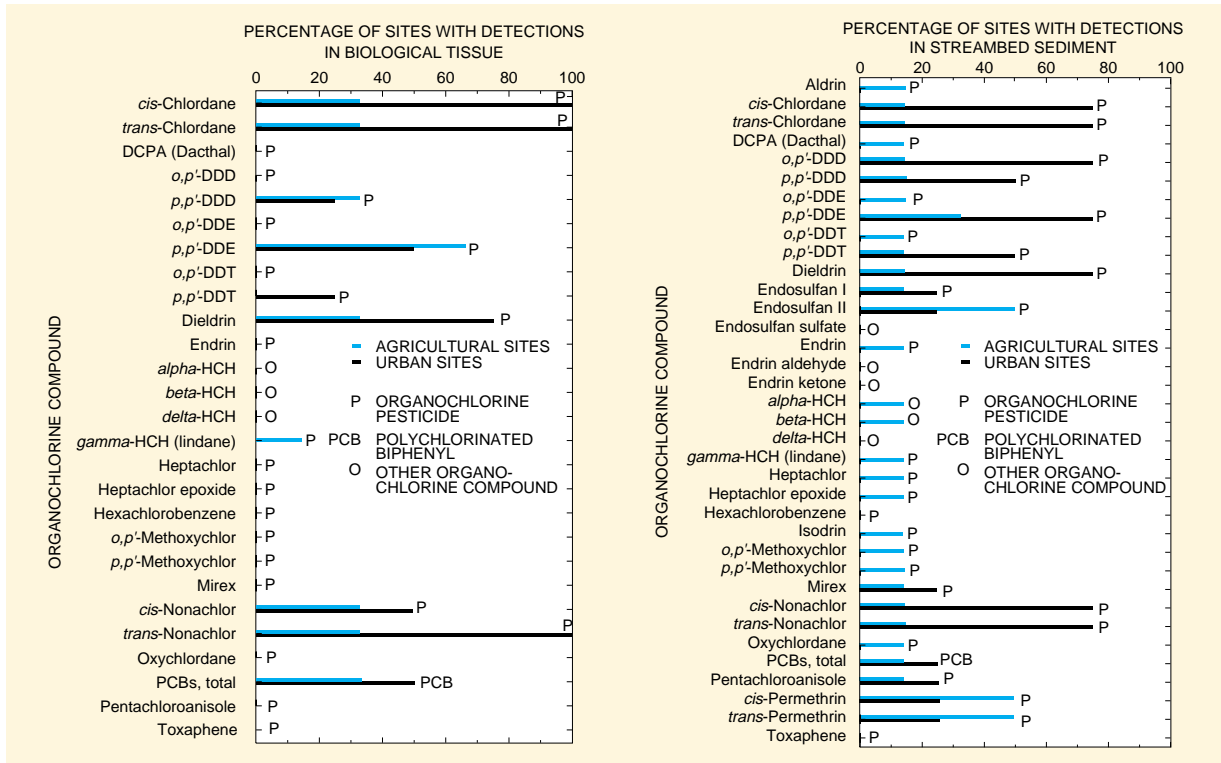 PERCENTAGE OF SITES WITH DETECTIONS
IN BIOLOGICAL TISSUE
0 20 40 60 80 100
ORGANOCHLORINE COMPOUND
cis-Chlordane P
trans-Chlordane P
DCPA (Dacthal) P
o,p'-DDD P
p,p'-DDD P
o,p'-DDE P
p,p'-DDE P
o,p'-DDT P
p,p'-DDT P
Dieldrin P
Endrin P
alpha-HCH O
beta-HCH O
delta-HCH O
gamma-HCH (lindane) P
Heptachlor P
Heptachlor epoxide P
Hexachlorobenzene P
o,p'-Methoxychlor P
p,p'-Methoxychlor P
Mirex P
cis-Nonachlor P
trans-Nonachlor P
Oxychlordane P
PCBs, total PCB
Pentachloroanisole P
Toxaphene P
AGRICULTURAL SITES
URBAN SITES
P ORGANOCHLORINE
PESTICIDE
PCB POLYCHLORINATED
BIPHENYL
O OTHER ORGANO-
CHLORINE COMPOUND
PERCENTAGE OF SITES WITH DETECTIONS
IN STREAMBED SEDIMENT
0 20 40 60 80 100
ORGANOCHLORINE COMPOUND
Aldrin P
cis-Chlordane P
trans-Chlordane P
DCPA (Dacthal) P
o,p'-DDD P
p,p'-DDD P
o,p'-DDE P
p,p'-DDE P
o,p'-DDT P
p,p'-DDT P
Dieldrin P
Endosulfan I P
Endosulfan II P
Endosulfan sulfate O
Endrin P
Endrin aldehyde O
Endrin ketone O
alpha-HCH O
beta-HCH O
delta-HCH O
gamma-HCH (lindane) P
Heptachlor P
Heptachlor epoxide P
Hexachlorobenzene P
Isodrin P
o,p'-Methoxychlor P
p,p'-Methoxychlor P
Mirex P
cis-Nonachlor P
trans-Nonachlor P
Oxychlordane P
PCBs, total PCB
Pentachloroanisole P
cis-Permethrin P
trans-Permethrin P
Toxaphene P
AGRICULTURAL SITES
URBAN SITES
P ORGANOCHLORINE
PESTICIDE
PCB POLYCHLORINATED
BIPHENYL
O OTHER ORGANO-
CHLORINE COMPOUND